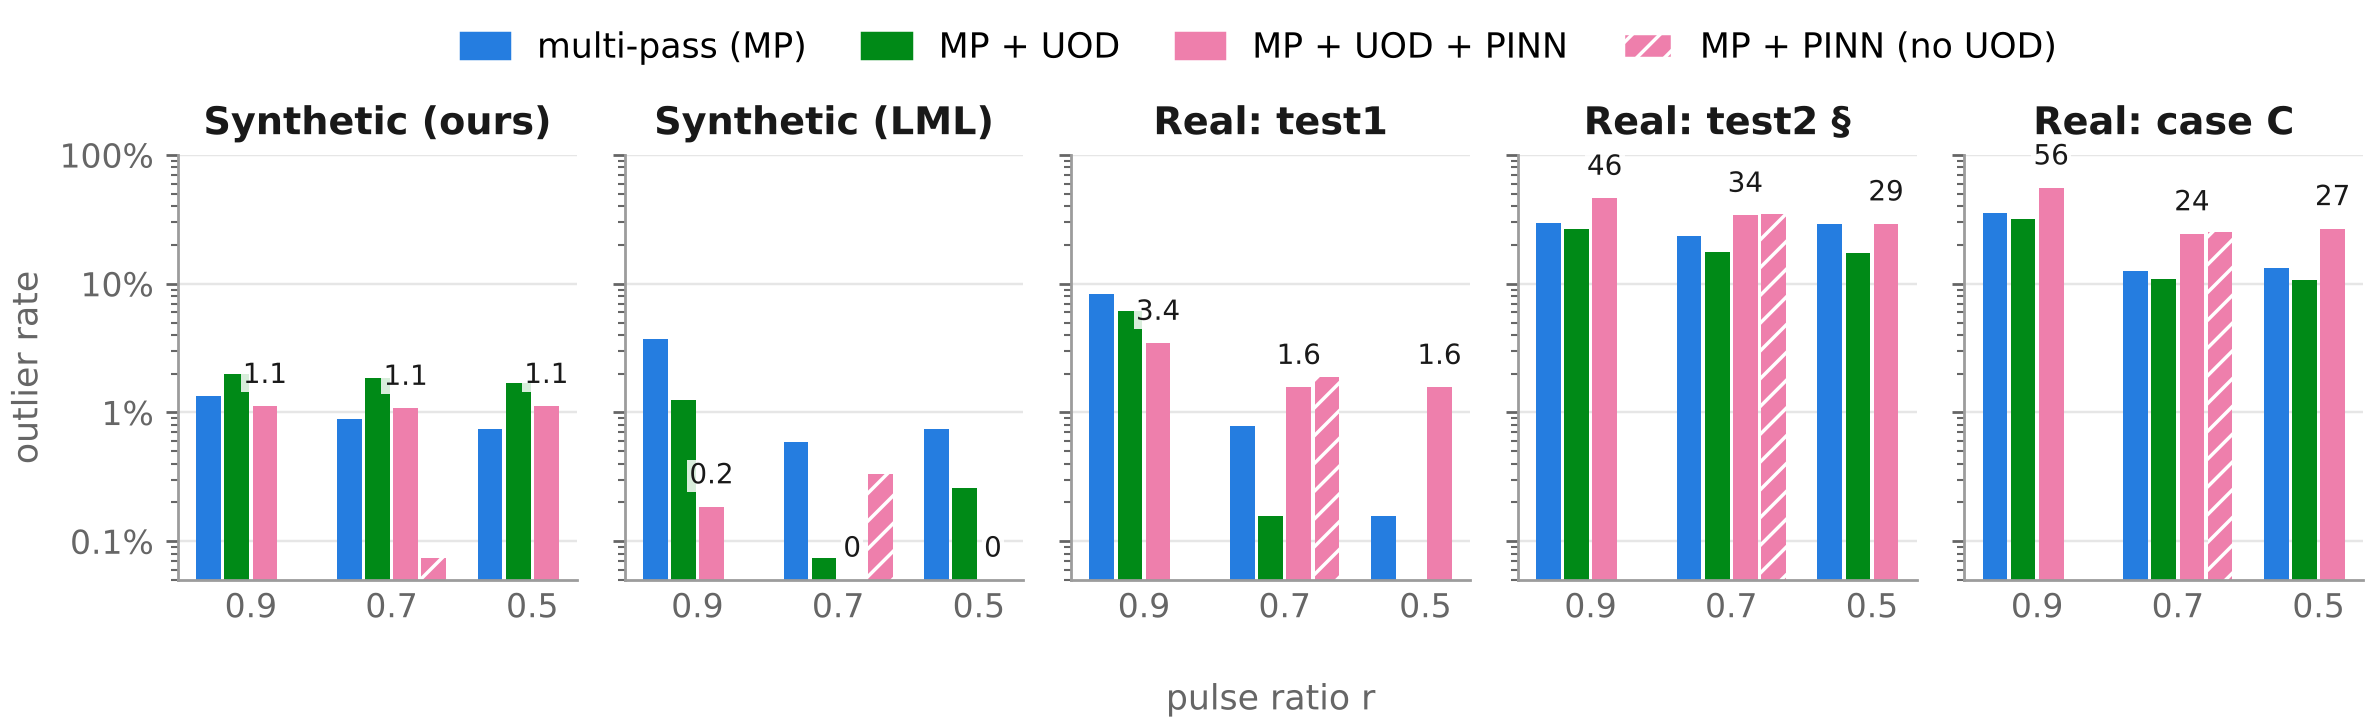 multi-pass (MP) MP + UOD MP + UOD + PINN MP + PINN (no UOD)
Synthetic (ours) Synthetic (LML) Real: test1 Real: test2 § Real: case C
100%
10%
1%
0.1%
outlier rate
1.1 1.1 1.1
0.2 0 0
3.4 1.6 1.6
46 34 29
56 24 27
0.9 0.7 0.5 0.9 0.7 0.5 0.9 0.7 0.5 0.9 0.7 0.5 0.9 0.7 0.5
pulse ratio r